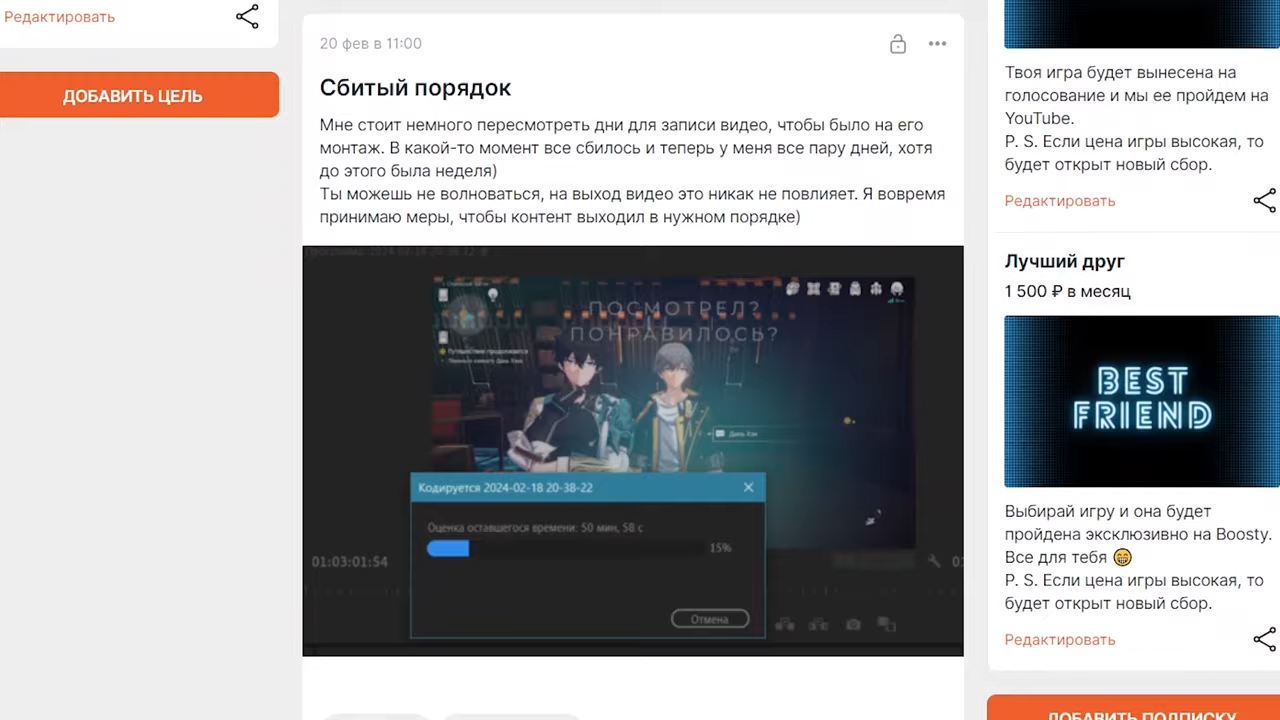 Редактировать
ДОБАВИТЬ ЦЕЛЬ
20 фев в 11:00
Сбитый порядок
Мне стоит немного пересмотреть дни для записи видео, чтобы было на его
монтаж. В какой-то момент все сбилось и теперь у меня все пару дней, хотя
до этого была неделя)
Ты можешь не волноваться, на выход видео это никак не повлияет. Я вовремя
принимаю меры, чтобы контент выходил в нужном порядке)
ПОСМОТРЕЛ?
ПОНРАВИЛОСЬ?
Путешествие продолжается
Дань Хэн
Кодируется 2024-02-18 20-38-22
Оценка оставшегося времени: 50 мин, 58 с
15%
01:03:01:54
Отмена
Твоя игра будет вынесена на
голосование и мы ее пройдем на
YouTube.
P. S. Если цена игры высокая, то
будет открыт новый сбор.
Редактировать
Лучший друг
1 500 ₽ в месяц
BEST
FRIEND
Выбирай игру и она будет
пройдена эксклюзивно на Boosty.
Все для тебя 😁
P. S. Если цена игры высокая, то
будет открыт новый сбор.
Редактировать
ДОБАВИТЬ ПОДПИСКУ